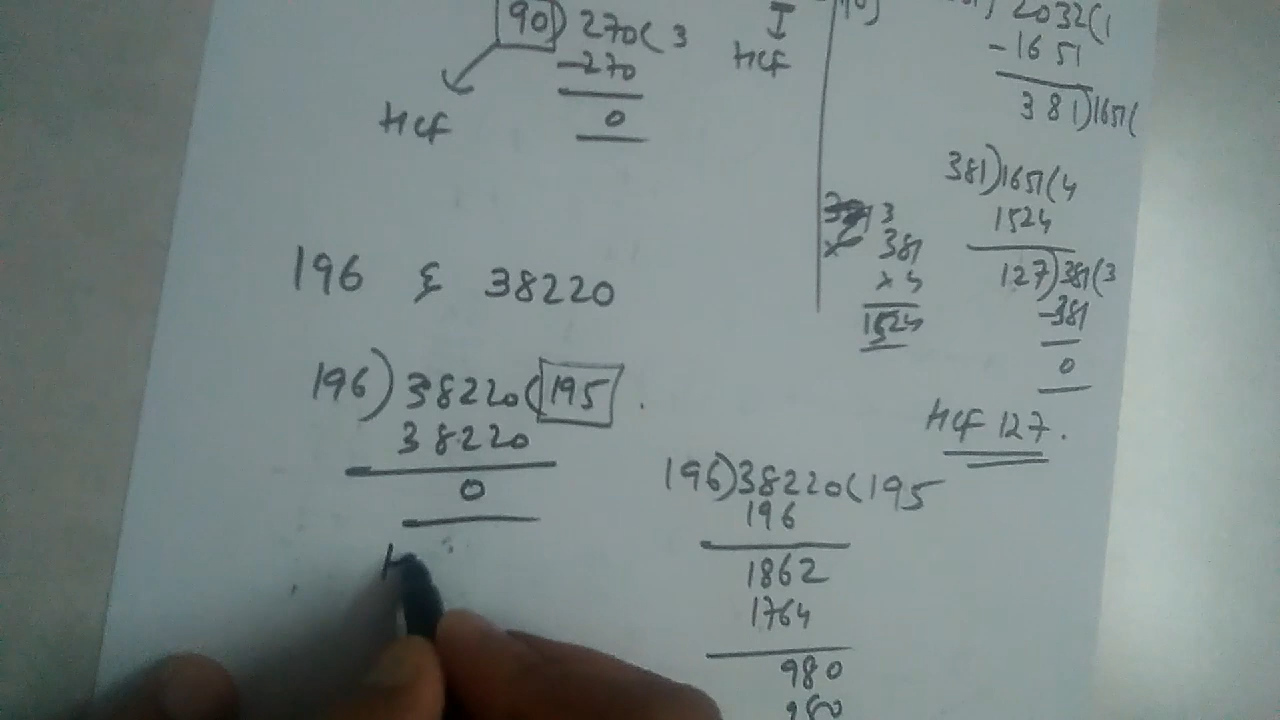 90) 270( 3
-270
0
HCF
HCF
2032(1
-1651
381)1651(
381)1651(4
1524
127)381(3
-381
0
HCF 127.
3
381
x 4
1524
196 & 38220
196) 38220( 195 .
38220
0
H
196)38220(195
196
1862
1764
980
980